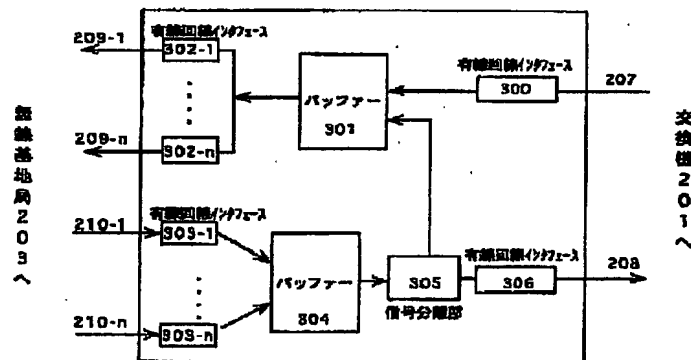 209-1
有線回線インタフェース
302-1
209-n
302-n
バッファー
301
有線回線インタフェース
300
207
無線基地局203へ
交換機201へ
210-1
有線回線インタフェース
303-1
210-n
303-n
バッファー
304
305
信号分離部
有線回線インタフェース
306
208